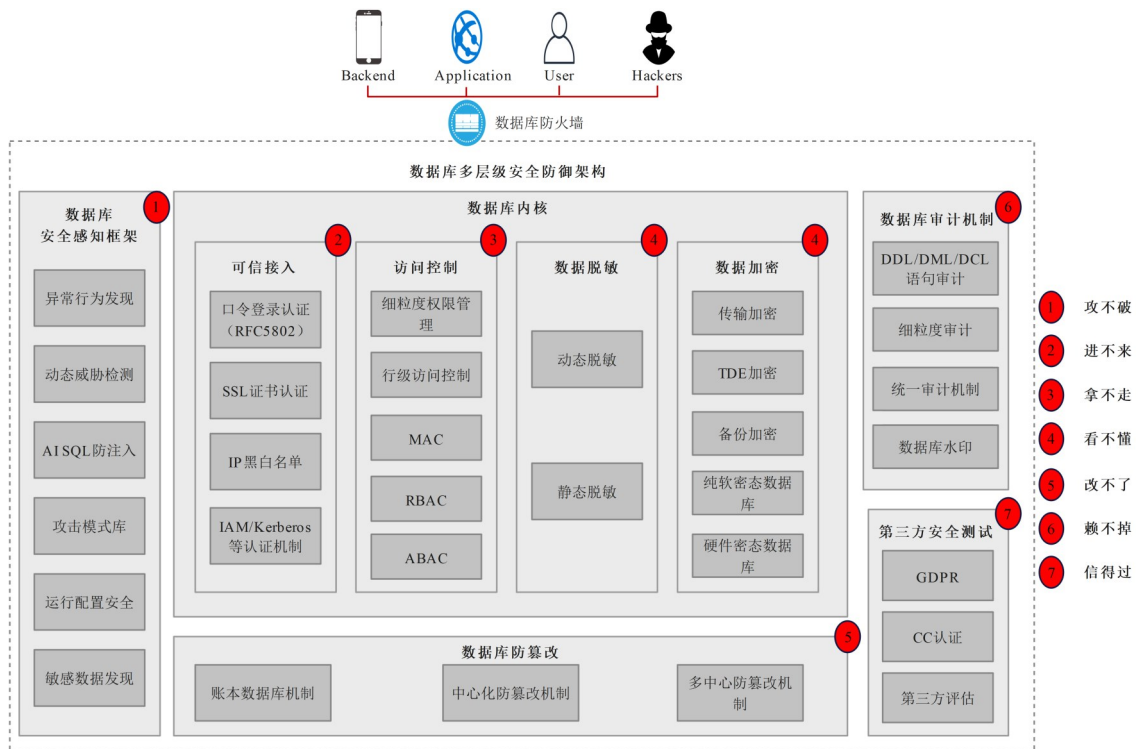 Backend
Application
User
Hackers
数据库防火墙
数据库多层级安全防御架构
1
数据库
安全感知框架
异常行为发现
动态威胁检测
AI SQL防注入
攻击模式库
运行配置安全
敏感数据发现
数据库内核
2
可信接入
口令登录认证
（RFC5802）
SSL证书认证
IP黑白名单
IAM/Kerberos
等认证机制
3
访问控制
细粒度权限管
理
行级访问控制
MAC
RBAC
ABAC
4
数据脱敏
动态脱敏
静态脱敏
4
数据加密
传输加密
TDE加密
备份加密
纯软密态数据
库
硬件密态数据
库
5
数据库防篡改
账本数据库机制
中心化防篡改机制
多中心防篡改机
制
6
数据库审计机制
DDL/DML/DCL
语句审计
细粒度审计
统一审计机制
数据库水印
7
第三方安全测试
GDPR
CC认证
第三方评估
1 攻不破
2 进不来
3 拿不走
4 看不懂
5 改不了
6 赖不掉
7 信得过